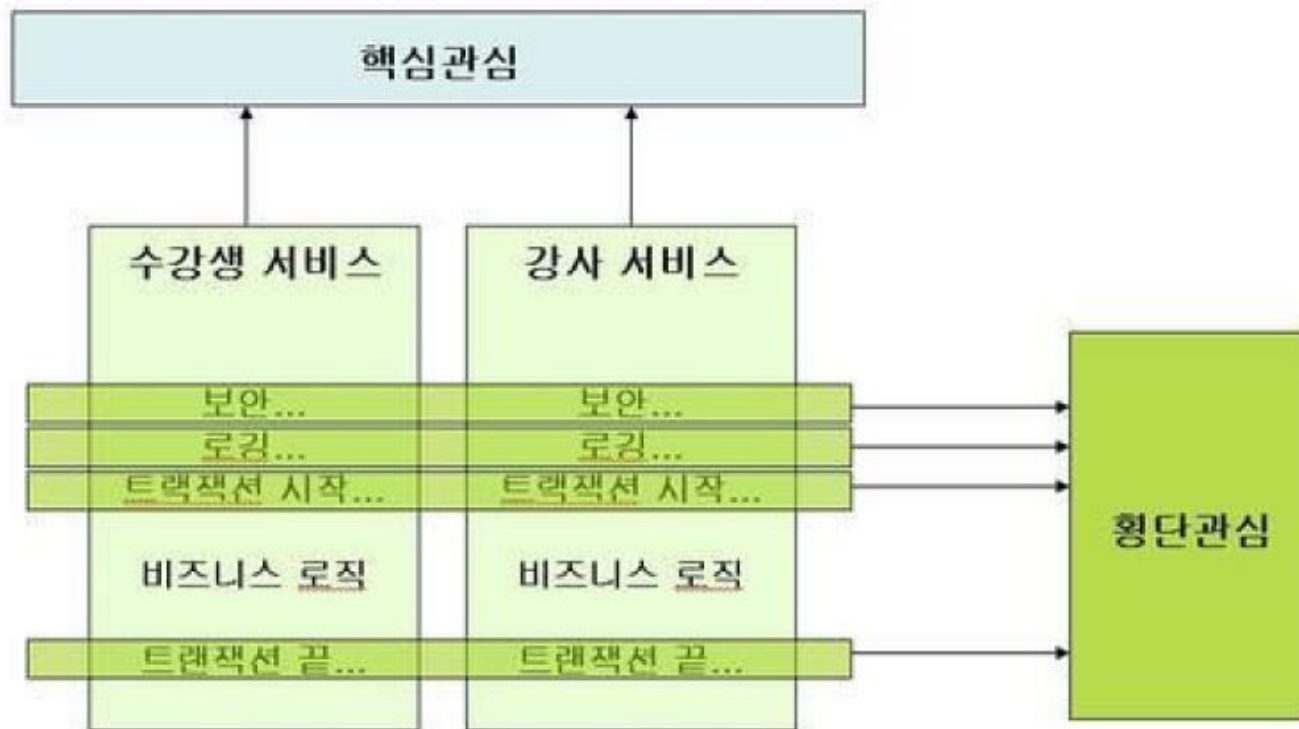 핵심관심
수강생 서비스
강사 서비스
보안... 보안...
로깅... 로깅...
트랙잭션 시작... 트랙잭션 시작...
횡단관심
비즈니스 로직 비즈니스 로직
트랜잭션 끝... 트랜잭션 끝...